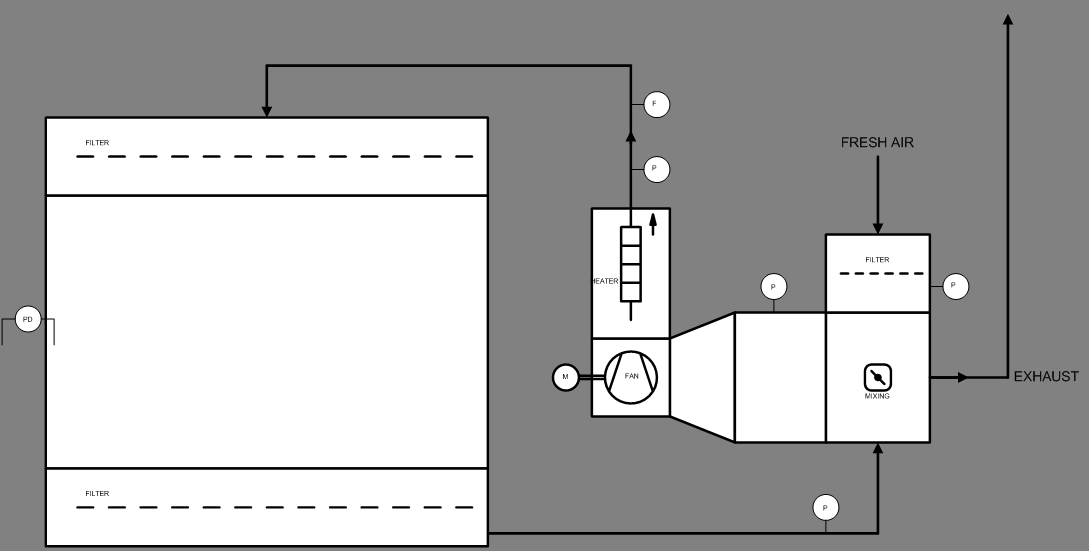 F
FILTER
FRESH AIR
P
FILTER
HEATER
P
P
PD
M
FAN
EXHAUST
MIXING
FILTER
P